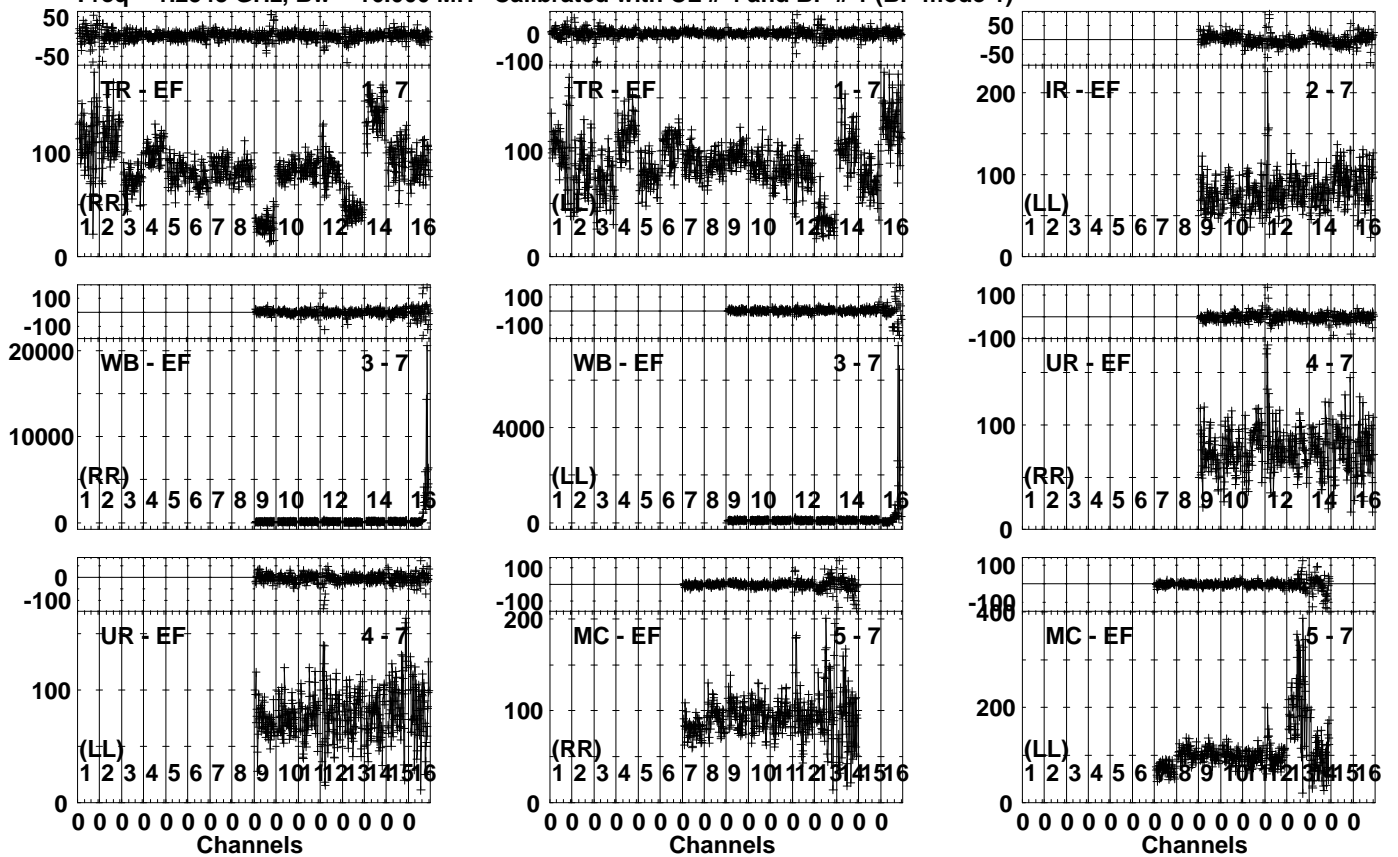 Freq = GHz, Bw = 16.000 MH Calibrated with CL # and BP # (BP mode 1)
50
-50
TR - EF 1 - 7
100
(RR)
1 2 3 4 5 6 7 8 10 12 14 16
0
0
-100
TR - EF 1 - 7
100
(LL)
1 2 3 4 5 6 7 8 9 10 12 14 16
0
50
-50
200
IR - EF 2 - 7
100
(LL)
1 2 3 4 5 6 7 8 9 10 12 14 16
0
100
-100
20000
WB - EF 3 - 7
10000
(RR)
1 2 3 4 5 6 7 8 9 10 12 14 16
0
100
-100
WB - EF 3 - 7
4000
(LL)
1 2 3 4 5 6 7 8 9 10 12 14 16
0
100
-100
UR - EF 4 - 7
100
(RR)
1 2 3 4 5 6 7 8 9 10 12 14 16
0
0
-100
UR - EF 4 - 7
100
(LL)
1 2 3 4 5 6 7 8 9 10 11 12 13 14 15 16
0
0 0 0 0 0 0 0 0 0 0 0 0 0 0 0 0
Channels
100
-100
200
MC - EF 5 - 7
100
(RR)
1 2 3 4 5 6 7 8 9 10 11 12 13 14 15 16
0
0 0 0 0 0 0 0 0 0 0 0 0 0 0 0 0
Channels
100
-100
400
MC - EF 5 - 7
200
(LL)
1 2 3 4 5 6 7 8 9 10 11 12 13 14 15 16
0
0 0 0 0 0 0 0 0 0 0 0 0 0 0 0 0
Channels